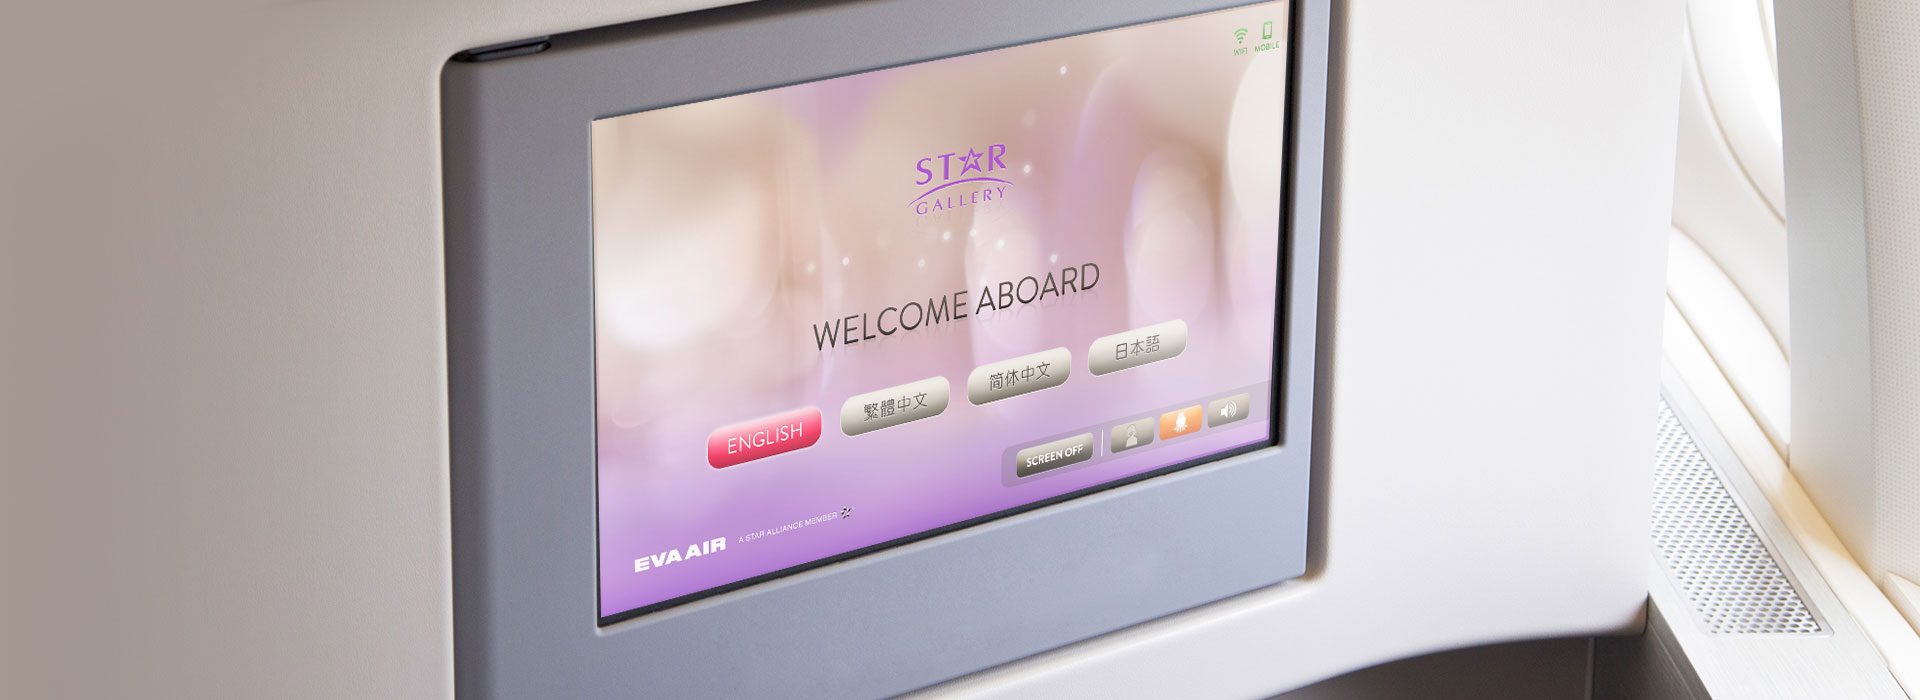 WIFI MOBILE
STAR
GALLERY
WELCOME ABOARD
ENGLISH 繁體中文 简体中文 日本語
SCREEN OFF
EVA AIR A STAR ALLIANCE MEMBER